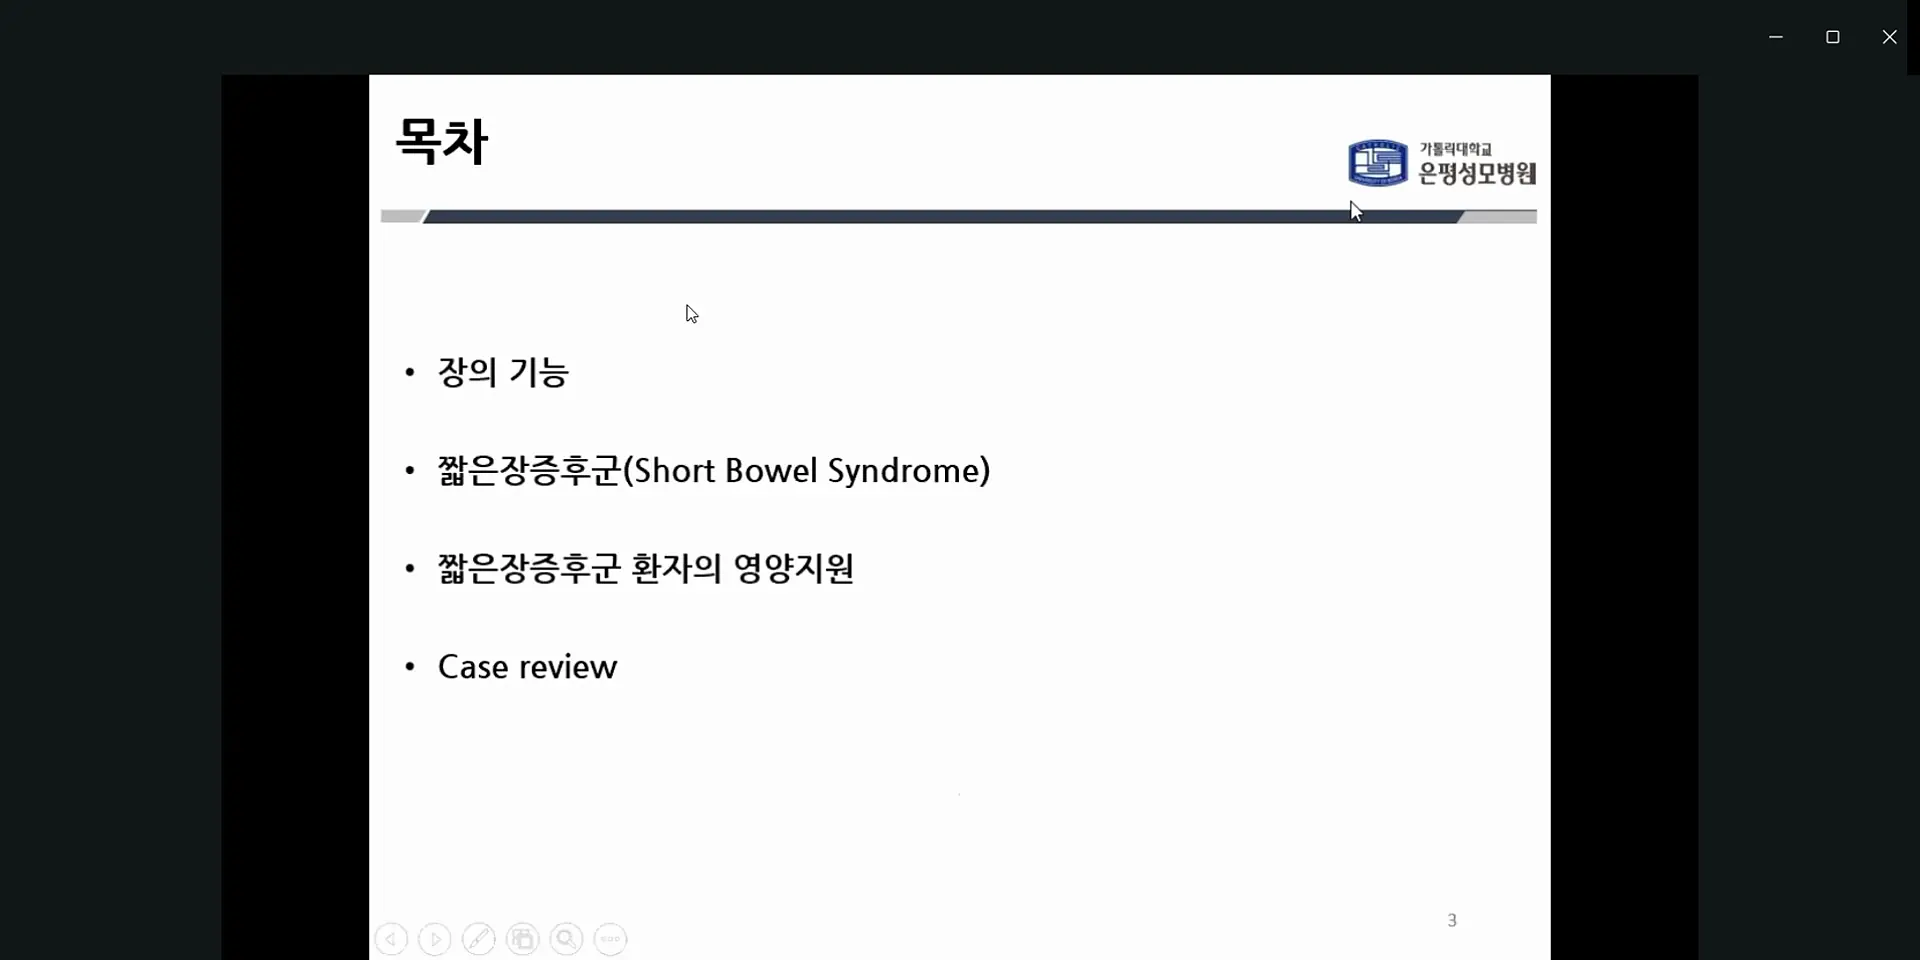 목차
가톨릭대학교
은평성모병원
• 장의 기능
• 짧은장증후군(Short Bowel Syndrome)
• 짧은장증후군 환자의 영양지원
• Case review
3